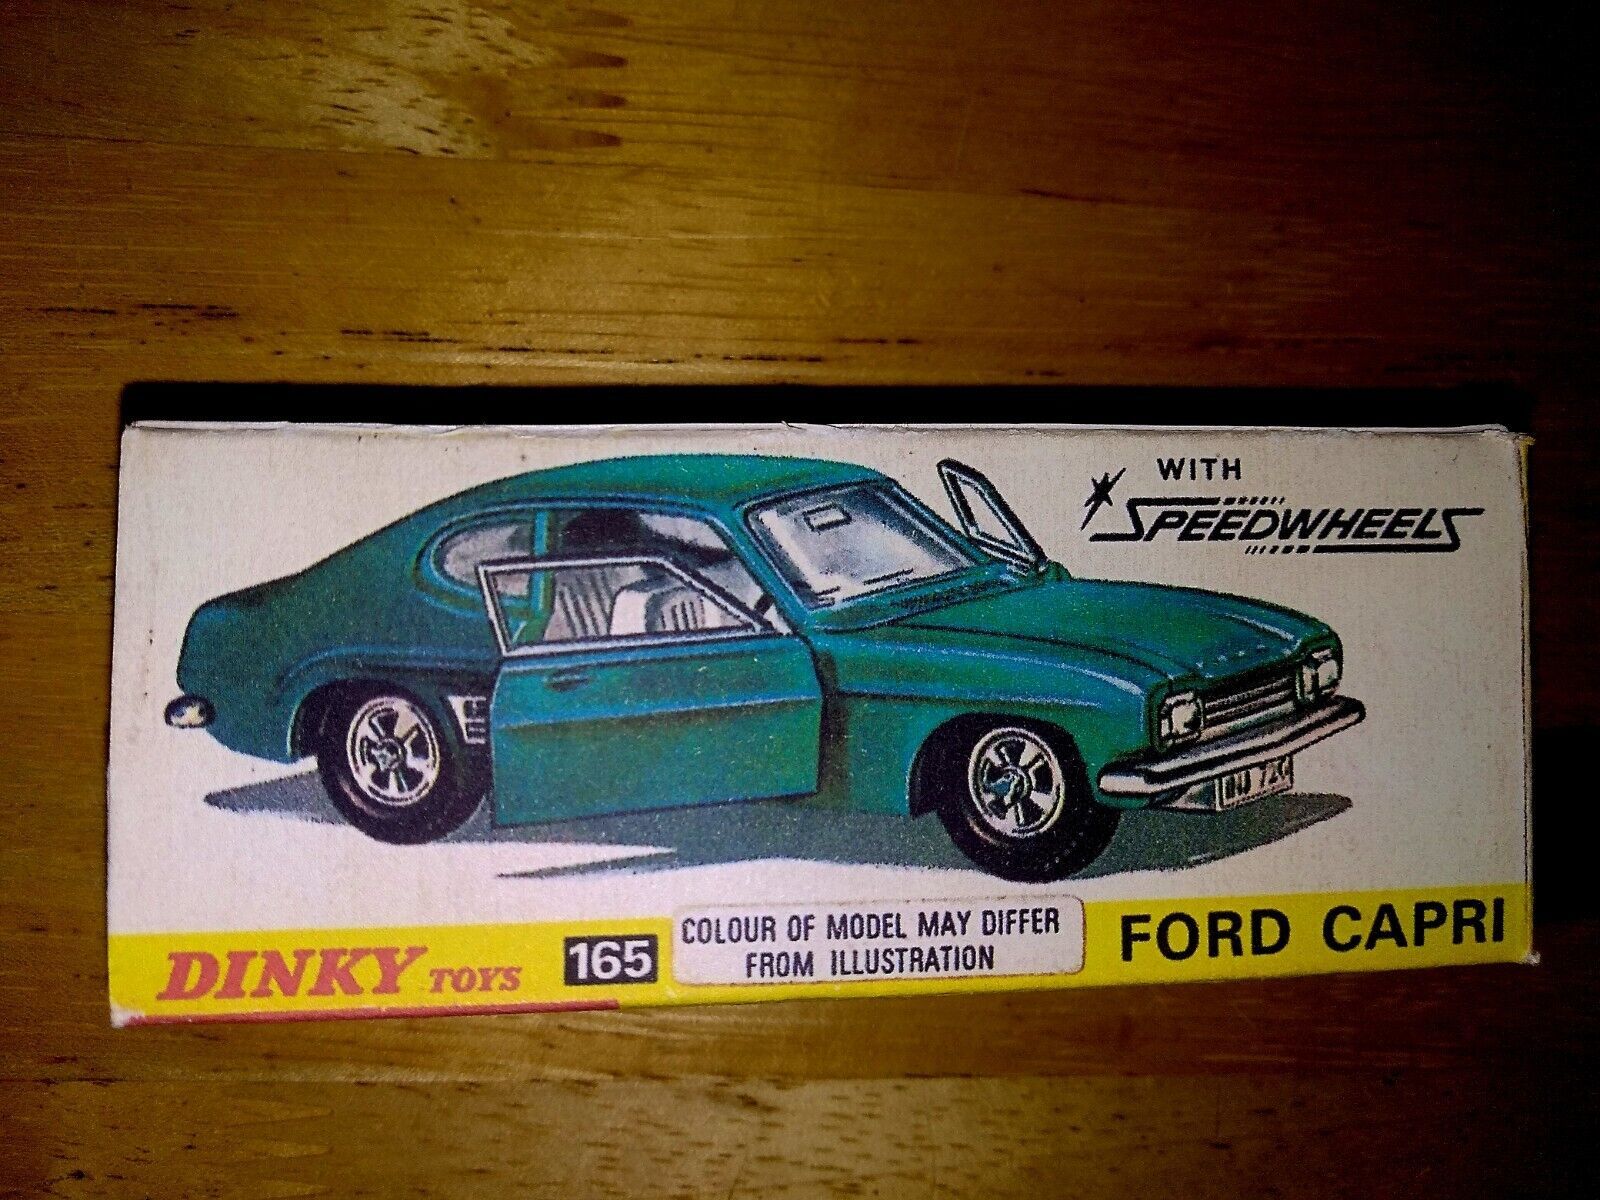 WITH
SPEEDWHEELS
DINKY TOYS
165
COLOUR OF MODEL MAY DIFFER
FROM ILLUSTRATION
FORD CAPRI